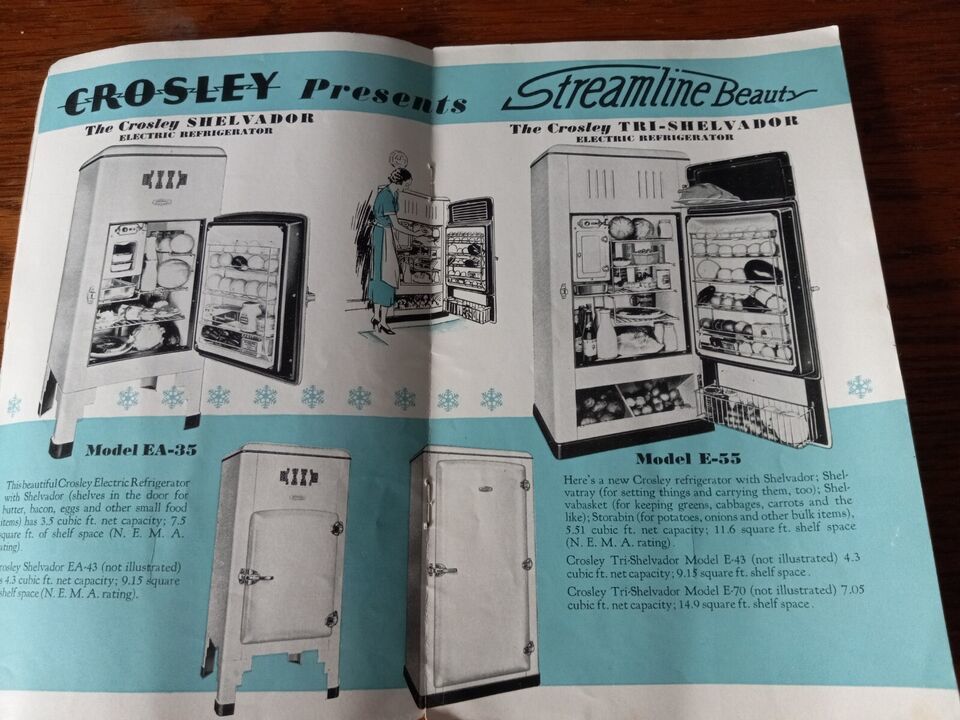 CROSLEY Presents
Streamline Beauty
The Crosley SHELVADOR
ELECTRIC REFRIGERATOR
Model EA-35
This beautiful Crosley Electric Refrigerator
with Shelvador (shelves in the door for
butter, bacon, eggs and other small food
items) has 3.5 cubic ft. net capacity; 7.5
square ft. of shelf space (N. E. M. A.
rating)
rosley Shelvador EA-43 (not illustrated)
s 4.3 cubic ft. net capacity; 9.15 square
shelf space (N. E. M. A. rating).
The Crosley TRI-SHELVADOR
ELECTRIC REFRIGERATOR
Model E-55
Here's a new Crosley refrigerator with Shelvador; Shel-
vatray (for setting things and carrying them, too); Shel-
vabasket (for keeping greens, cabbages, carrots and the
like); Storabin (for potatoes, onions and other bulk items),
5.51 cubic ft. net capacity; 11.6 square ft. shelf space
(N. E. M. A. rating).
Crosley Tri-Shelvador Model E-43 (not illustrated) 4.3
cubic ft. net capacity; 9.15 square ft. shelf space.
Crosley Tri-Shelvador Model E-70 (not illustrated) 7.05
cubic ft. net capacity; 14.9 square ft. shelf space.